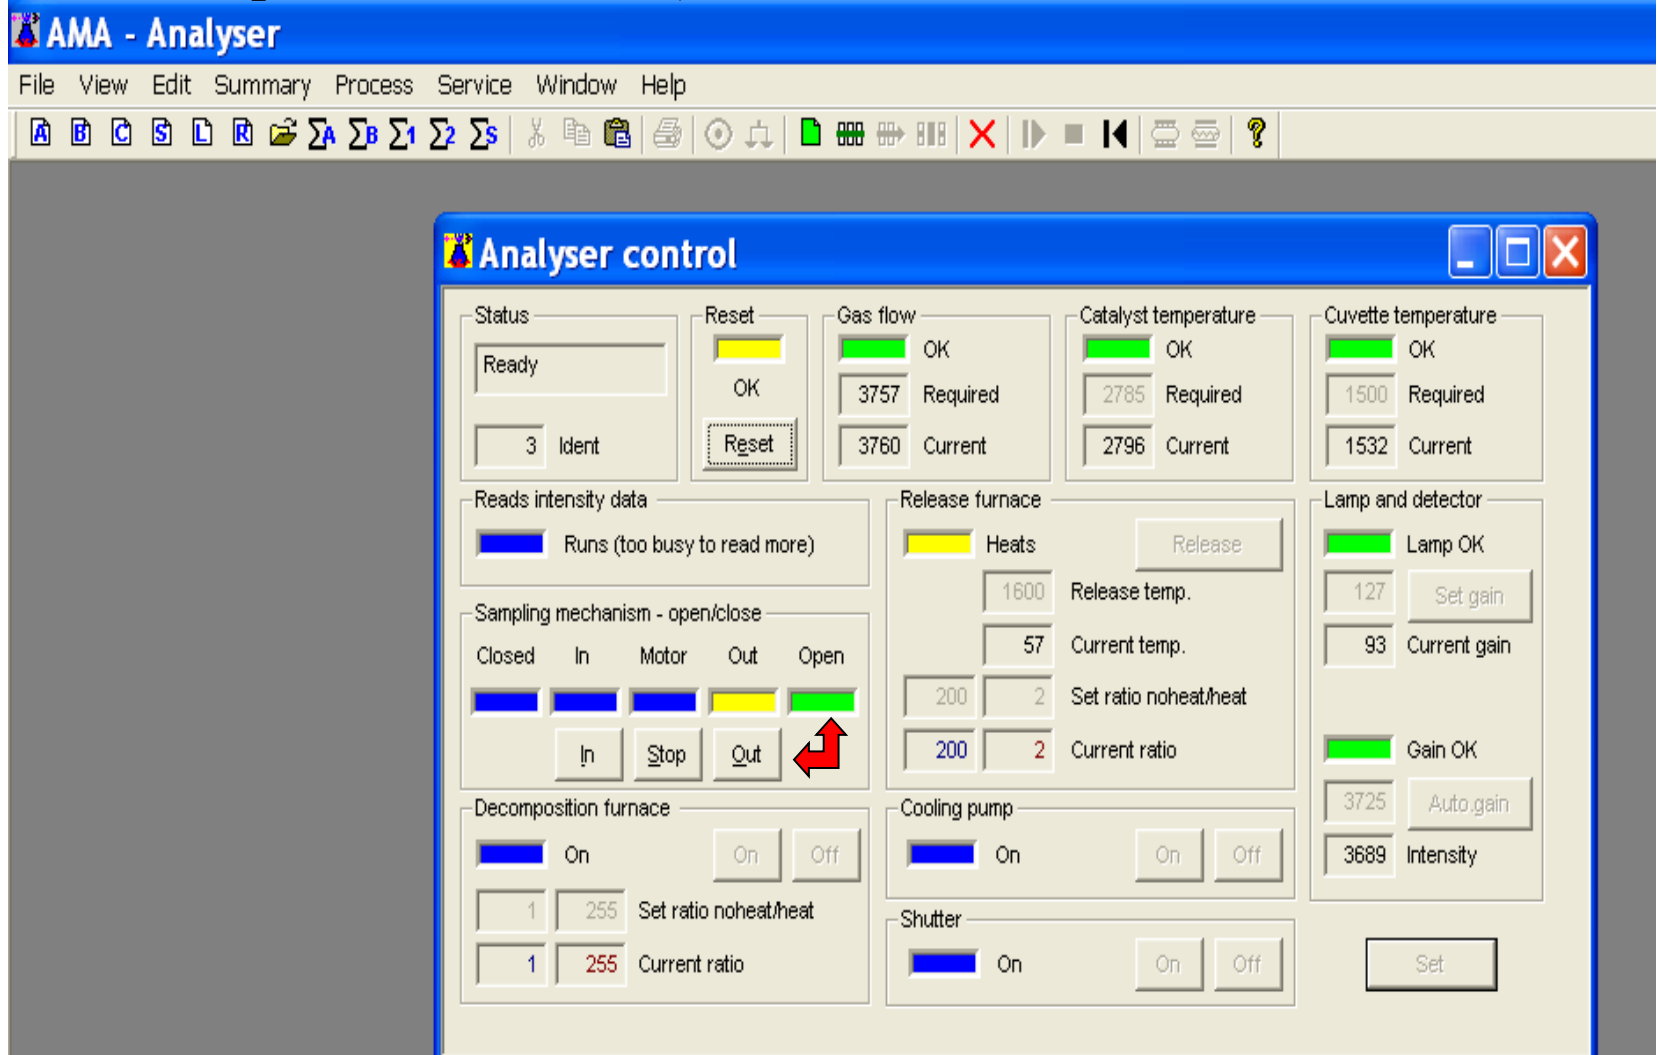 AMA - Analyser
File View Edit Summary Process Service Window Help
A B C S L R ΣA ΣB Σ1 Σ2 ΣS ?
Analyser control
Status
Ready
3 Ident
Reset
OK
Reset
Gas flow
OK
3757 Required
3760 Current
Catalyst temperature
OK
2785 Required
2796 Current
Cuvette temperature
OK
1500 Required
1532 Current
Reads intensity data
Runs (too busy to read more)
Sampling mechanism - open/close
Closed In Motor Out Open
In Stop Out
Release furnace
Heats Release
1600 Release temp.
57 Current temp.
200 2 Set ratio noheat/heat
200 2 Current ratio
Lamp and detector
Lamp OK
127 Set gain
93 Current gain
Gain OK
3725 Auto.gain
3689 Intensity
Decomposition furnace
On On Off
1 255 Set ratio noheat/heat
1 255 Current ratio
Cooling pump
On On Off
Shutter
On On Off
Set